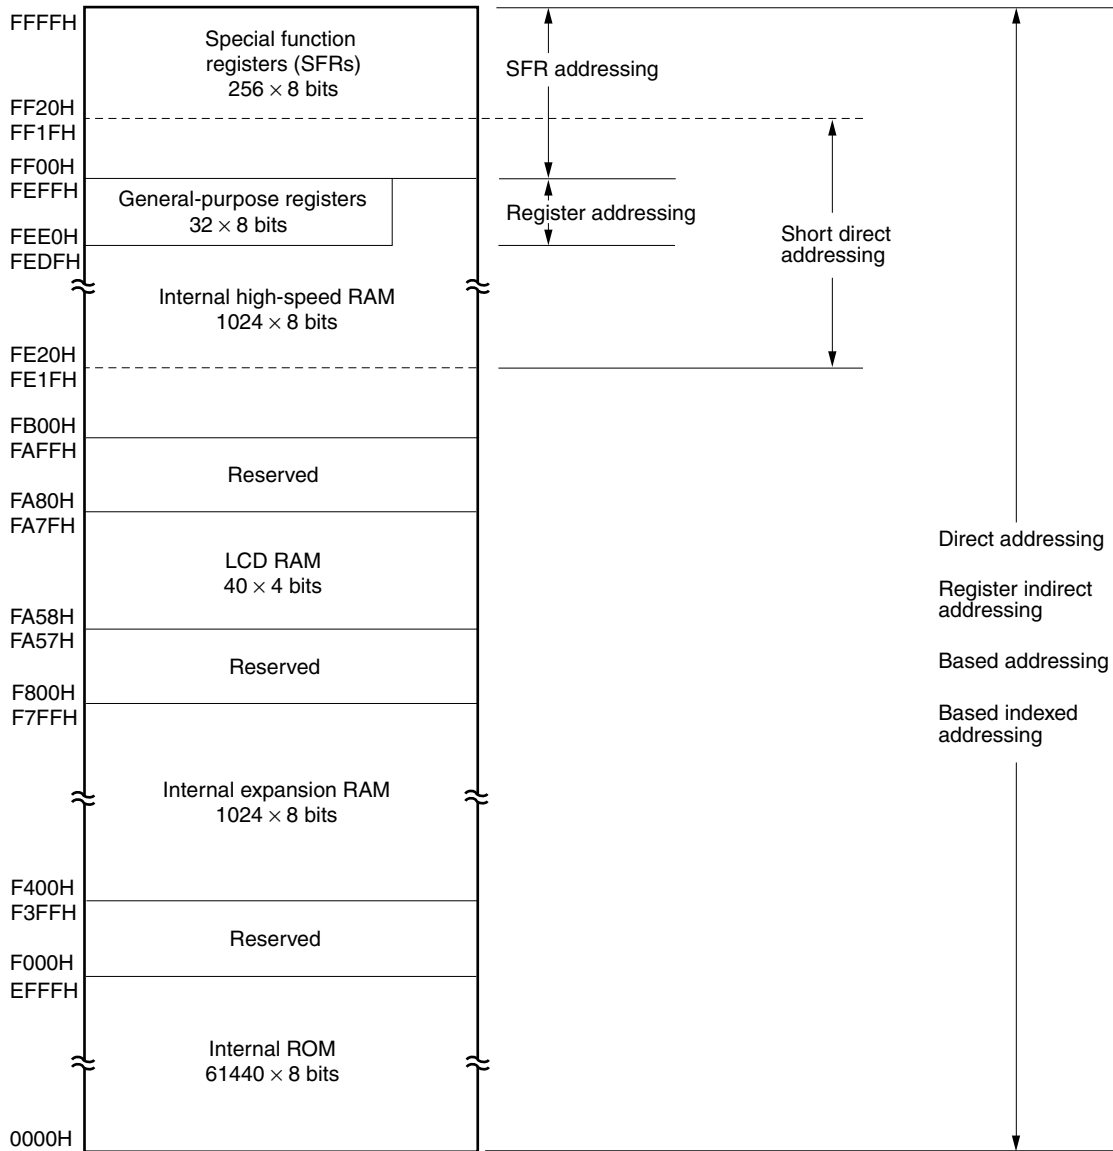 FFFFH
Special function
registers (SFRs)
256 × 8 bits
SFR addressing
FF20H
FF1FH
FF00H
FEFFH
General-purpose registers
32 × 8 bits
Register addressing
Short direct
addressing
FEE0H
FEDFH
Internal high-speed RAM
1024 × 8 bits
FE20H
FE1FH
FB00H
FAFFH
Reserved
FA80H
FA7FH
LCD RAM
40 × 4 bits
Direct addressing
Register indirect
addressing
Based addressing
Based indexed
addressing
FA58H
FA57H
Reserved
F800H
F7FFH
Internal expansion RAM
1024 × 8 bits
F400H
F3FFH
Reserved
F000H
EFFFH
Internal ROM
61440 × 8 bits
0000H